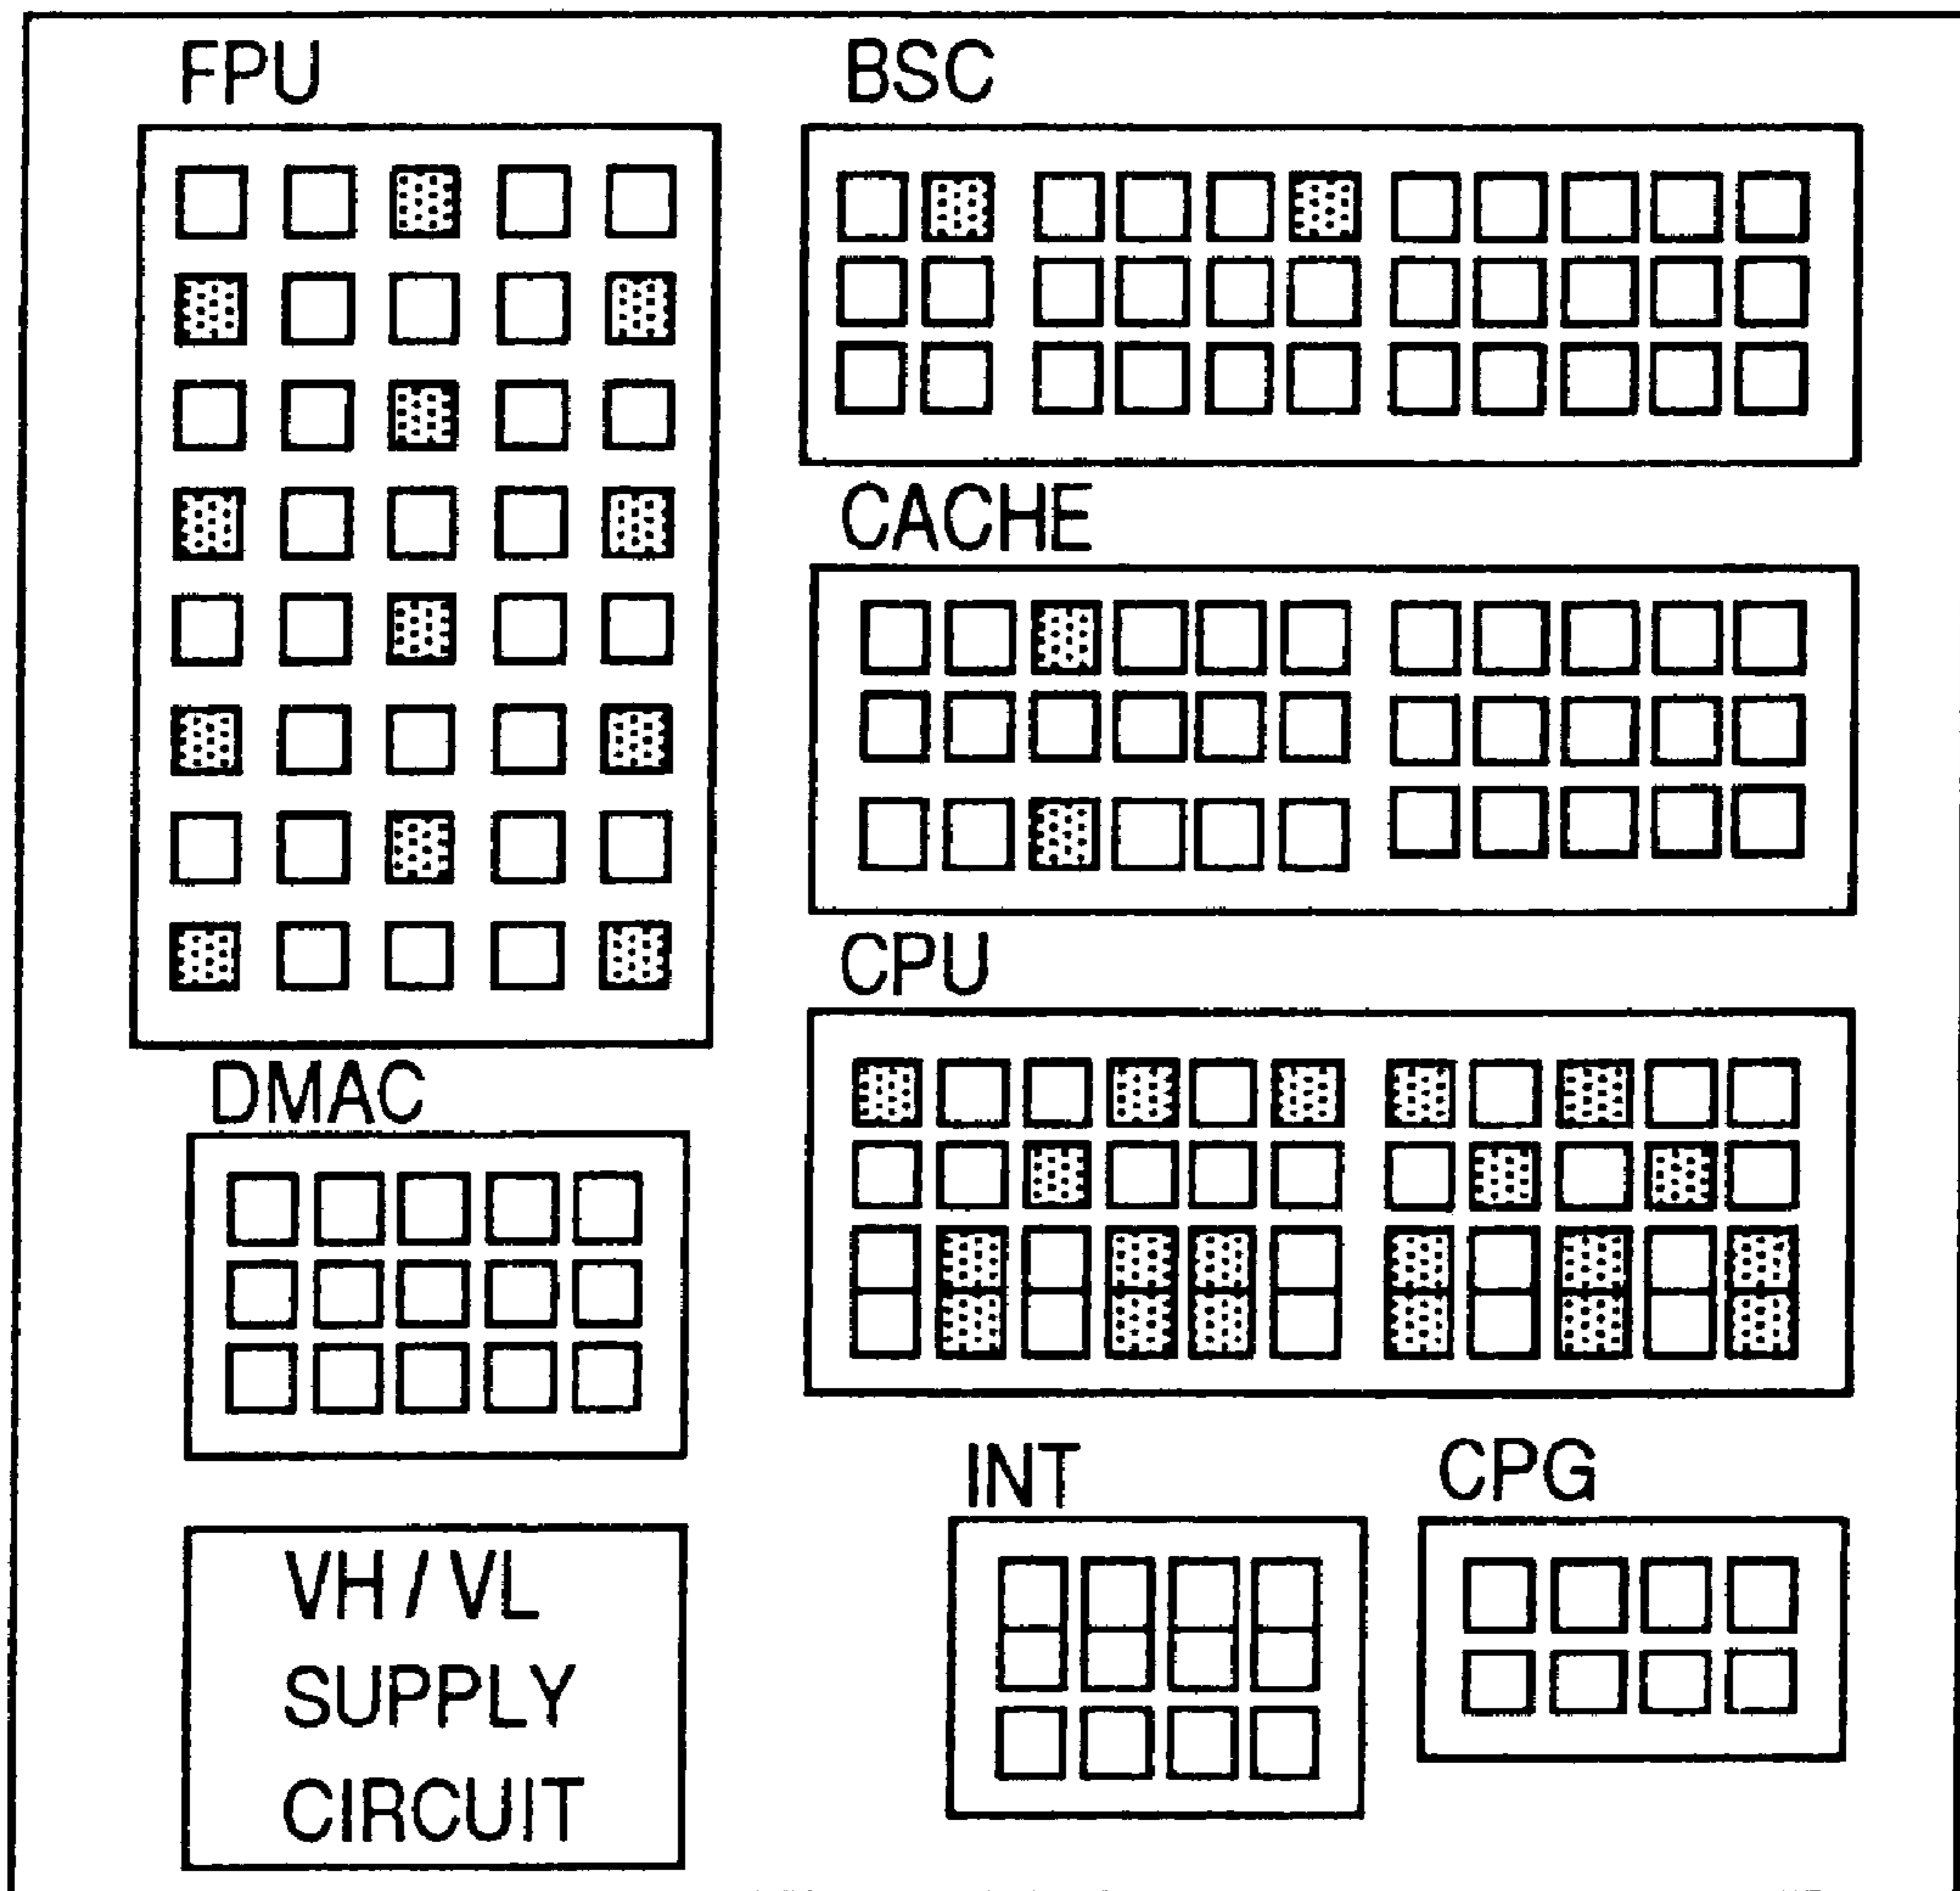 FPU
BSC
CACHE
CPU
DMAC
INT
CPG
VH / VL
SUPPLY
CIRCUIT